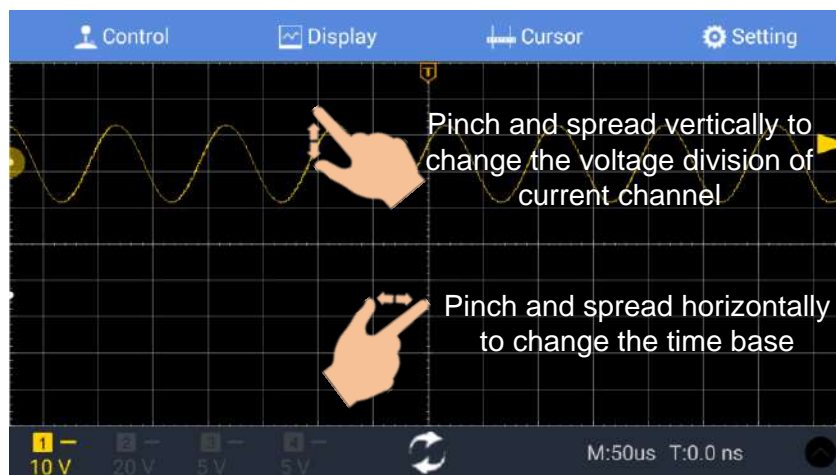 Control Display Cursor Setting
T
Pinch and spread vertically to
change the voltage division of
current channel
Pinch and spread horizontally
to change the time base
1 2 3 4
10 V 20 V 5 V 5 V
M:50us T:0.0 ns